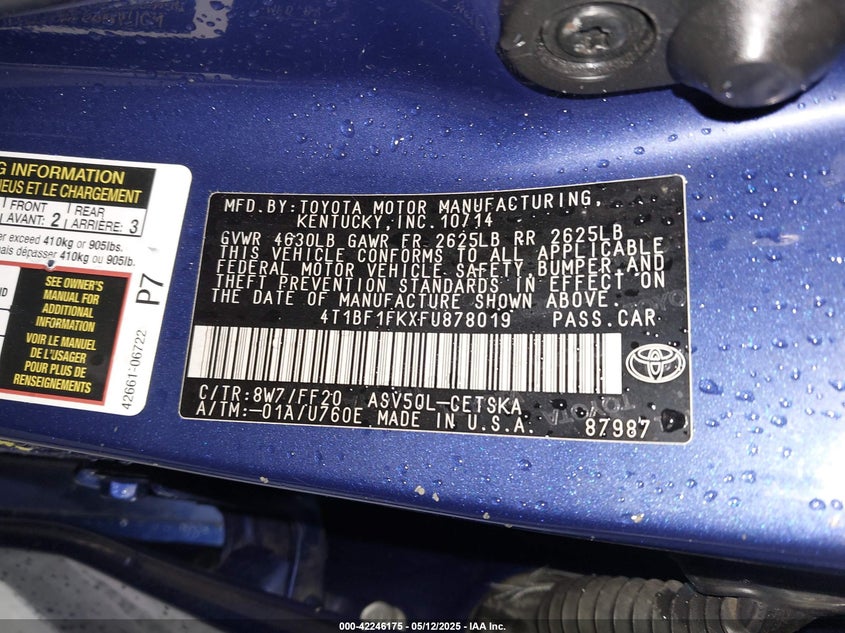 G INFORMATION
NEUS ET LE CHARGEMENT
FRONT
AVANT: 2
REAR
ARRIÈRE: 3
er exceed 410kg or 905lbs.
ais dépasser 410kg ou 905lb.
SEE OWNER'S
MANUAL FOR
ADDITIONAL
INFORMATION
VOIR LE MANUEL
DE L'USAGER
POUR PLUS DE
RENSEIGNEMENTS
P7
42661-06722
MFD.BY:TOYOTA MOTOR MANUFACTURING,
KENTUCKY,INC.10/14
GVWR 4630LB GAWR FR 2625LB RR 2625LB
THIS VEHICLE CONFORMS TO ALL APPLICABLE
FEDERAL MOTOR VEHICLE SAFETY,BUMPER,AND
THEFT PREVENTION STANDARDS IN EFFECT ON
THE DATE OF MANUFACTURE SHOWN ABOVE.
4T1BF1FKXFU878019 PASS.CAR
C/TR:8W7/FF20 ASV50L-CETSKA
A/TM:-01A/U760E MADE IN U.S.A.
87987
000-42246175 - 05/12/2025 - IAA Inc.